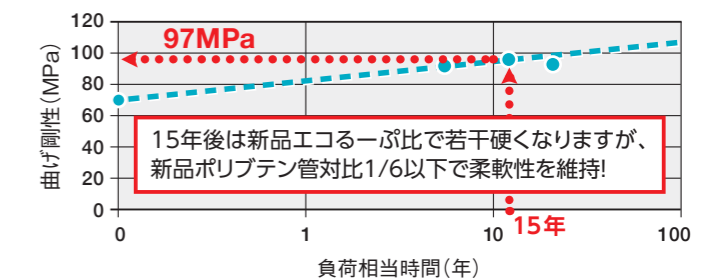 120
100
80
60
40
20
0
曲げ剛性(MPa)
97MPa
15年後は新品エコるーぷ比で若干硬くなりますが、
新品ポリブテン管対比1/6以下で柔軟性を維持!
15年
0
1
10
100
負荷相当時間(年)